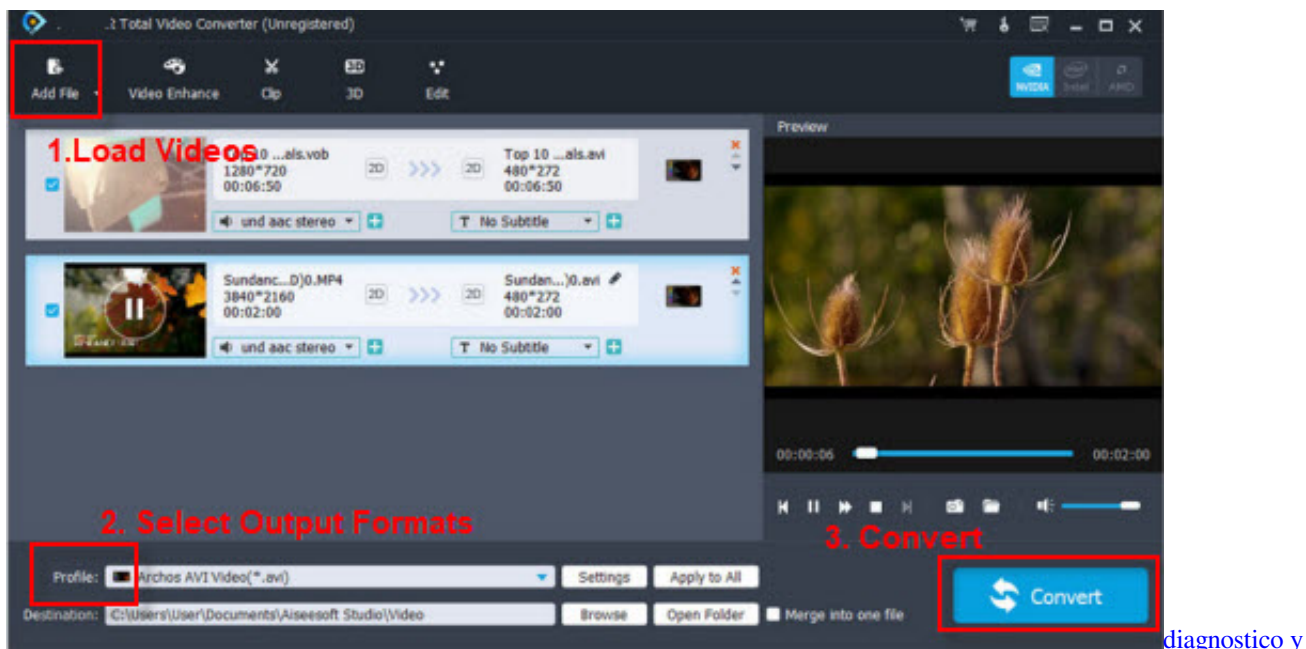 .2 Total Video Converter (Unregistered)
Add File
Video Enhance
Clip
3D
3D
Edit
NVIDIA
intel
AMD
1.Load Videos
Top 10 ...als.vob
1280*720
00:06:50
2D
>>>
2D
Top 10 ...als.avi
480*272
00:06:50
und aac stereo
T No Subtitle
Sundanc...D)0.MP4
3840*2160
00:02:00
2D
>>>
2D
Sundan...)0.avi
480*272
00:02:00
und aac stereo
T No Subtitle
Preview
00:00:06
00:02:00
2. Select Output Formats
3. Convert
Profile:
Archos AVI Video(*.avi)
Settings
Apply to All
Destination:
C:\Users\User\Documents\Aiseesoft Studio\Video
Browse
Open Folder
Merge into one file
Convert
diagnostico y